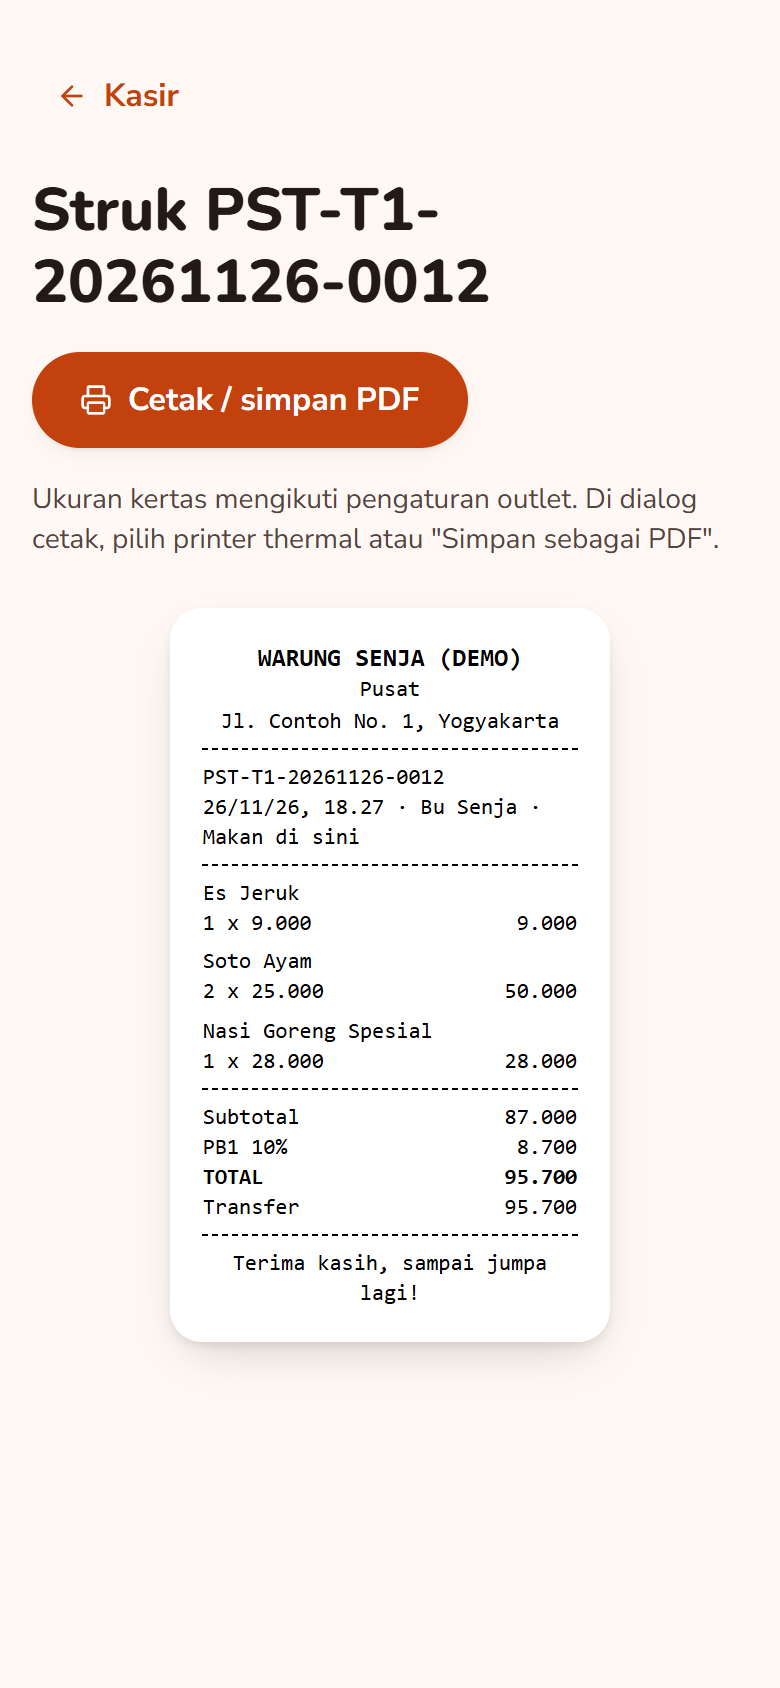 Kasir
Struk PST-T1-
20261126-0012
Cetak / simpan PDF
Ukuran kertas mengikuti pengaturan outlet. Di dialog
cetak, pilih printer thermal atau "Simpan sebagai PDF".
WARUNG SENJA (DEMO)
Pusat
Jl. Contoh No. 1, Yogyakarta
PST-T1-20261126-0012
26/11/26, 18.27 · Bu Senja ·
Makan di sini
Es Jeruk
1 x 9.000 9.000
Soto Ayam
2 x 25.000 50.000
Nasi Goreng Spesial
1 x 28.000 28.000
Subtotal 87.000
PB1 10% 8.700
TOTAL 95.700
Transfer 95.700
Terima kasih, sampai jumpa
lagi!